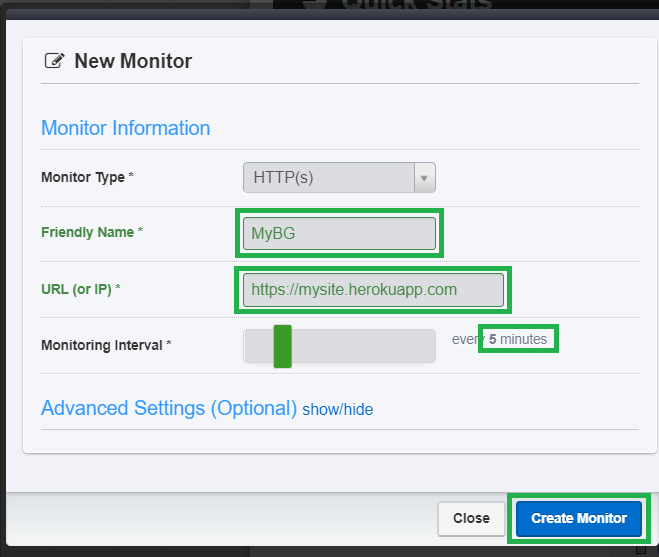 Quick Stats
New Monitor
Monitor Information
Monitor Type *
HTTP(s)
Friendly Name *
MyBG
URL (or IP) *
https://mysite.herokuapp.com
Monitoring Interval *
every 5 minutes
Advanced Settings (Optional) show/hide
Close
Create Monitor